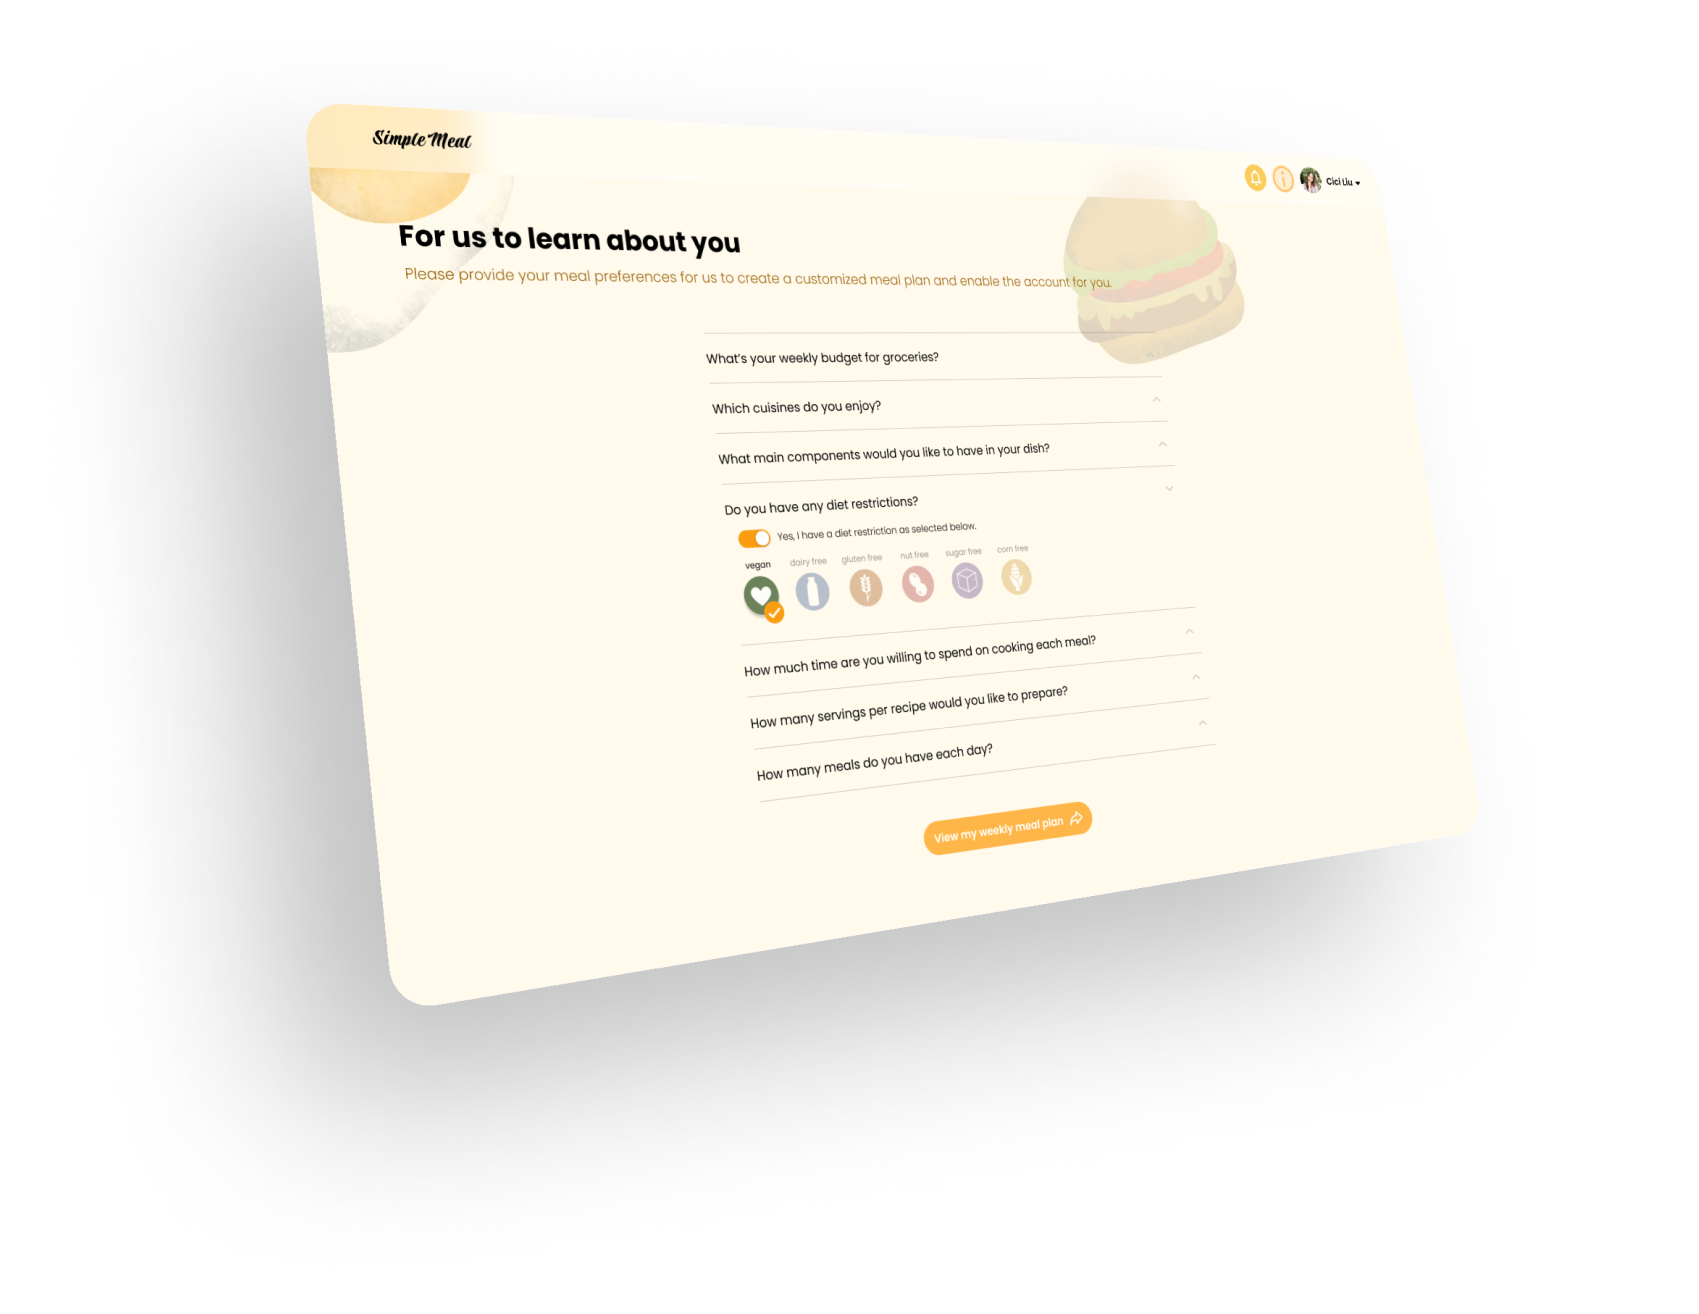 Simple Meal
Cici Liu
For us to learn about you
Please provide your meal preferences for us to create a customized meal plan and enable the account for you.
What's your weekly budget for groceries?
Which cuisines do you enjoy?
What main components would you like to have in your dish?
Do you have any diet restrictions?
Yes, I have a diet restriction as selected below.
vegan dairy free gluten free nut free sugar free corn free
How much time are you willing to spend on cooking each meal?
How many servings per recipe would you like to prepare?
How many meals do you have each day?
View my weekly meal plan